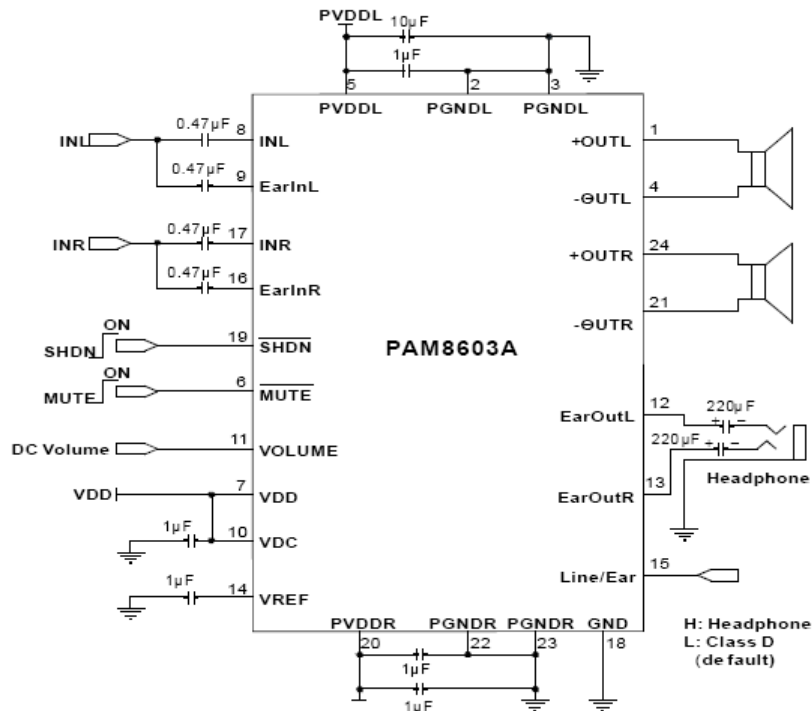 PVDDL
10µF
1µF
5
2
3
PVDDL
PGNDL
PGNDL
INL
0.47µF
8
INL
0.47µF
9
EarInL
INR
0.47µF
17
INR
0.47µF
16
EarInR
ON
SHDN
19
SHDN
ON
MUTE
6
MUTE
DC Volume
11
VOLUME
VDD
7
VDD
1µF
10
VDC
1µF
14
VREF
PAM8603A
1
+OUTL
4
-ΘUTL
24
+OUTR
21
-ΘUTR
12
EarOutL
220µF
+ −
220µF
+ −
13
EarOutR
Headphone
15
Line/Ear
H: Headphone
L: Class D
(default)
PVDDR
PGNDR
PGNDR
GND
20
22
23
18
1µF
1µF